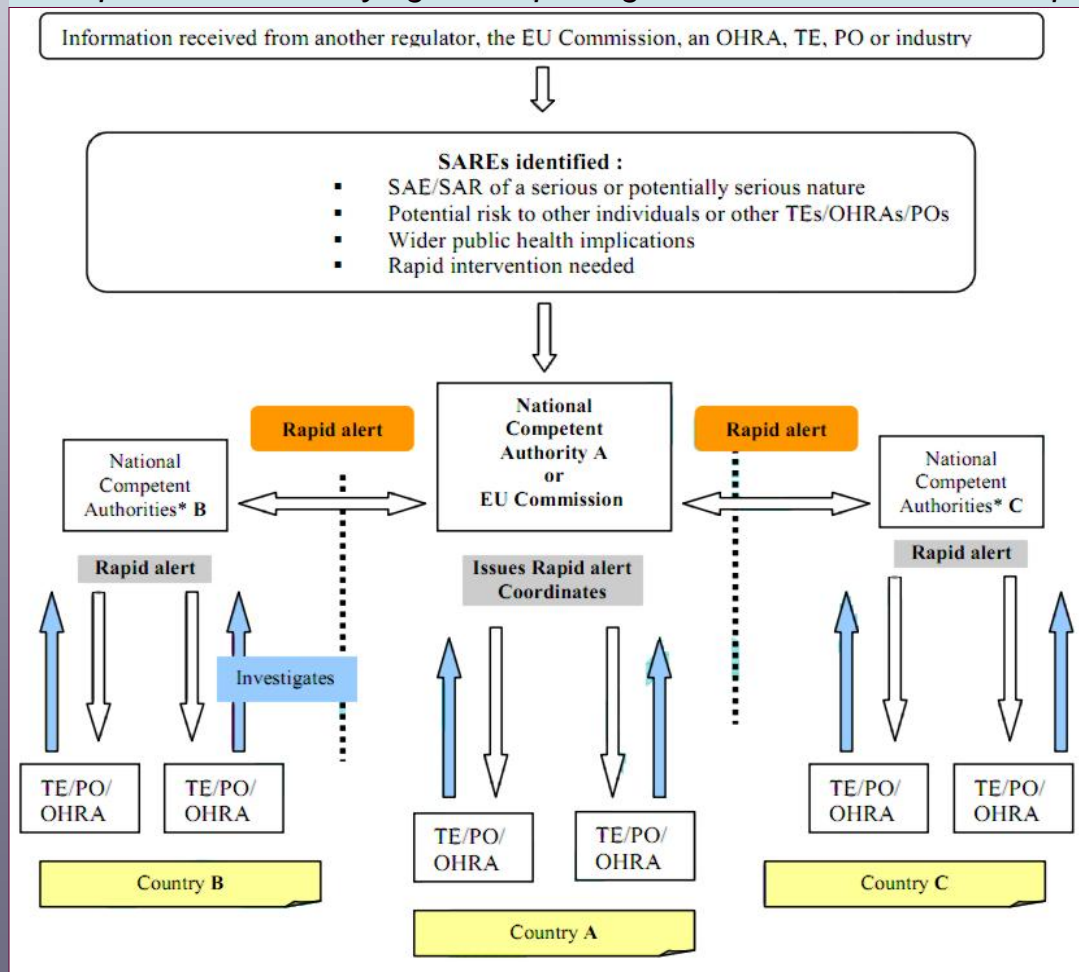 Information received from another regulator, the EU Commission, an OHRA, TE, PO or industry
SAREs identified :
▪ SAE/SAR of a serious or potentially serious nature
▪ Potential risk to other individuals or other TEs/OHRAs/POs
▪ Wider public health implications
▪ Rapid intervention needed
National
Competent
Authority A
or
EU Commission
Rapid alert
Rapid alert
National
Competent
Authorities* B
National
Competent
Authorities* C
Rapid alert
Issues Rapid alert
Coordinates
Rapid alert
Investigates
TE/PO/
OHRA
TE/PO/
OHRA
TE/PO/
OHRA
TE/PO/
OHRA
TE/PO/
OHRA
TE/PO/
OHRA
Country B
Country A
Country C